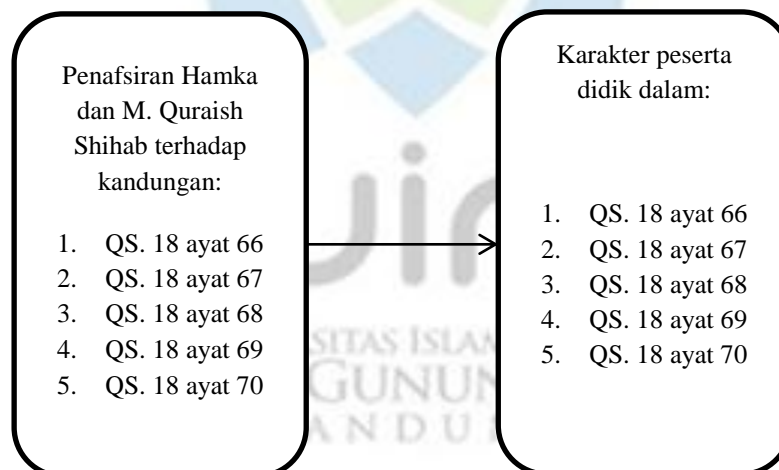 Penafsiran Hamka
dan M. Quraish
Shihab terhadap
kandungan:
1. QS. 18 ayat 66
2. QS. 18 ayat 67
3. QS. 18 ayat 68
4. QS. 18 ayat 69
5. QS. 18 ayat 70
Karakter peserta
didik dalam:
1. QS. 18 ayat 66
2. QS. 18 ayat 67
3. QS. 18 ayat 68
4. QS. 18 ayat 69
5. QS. 18 ayat 70